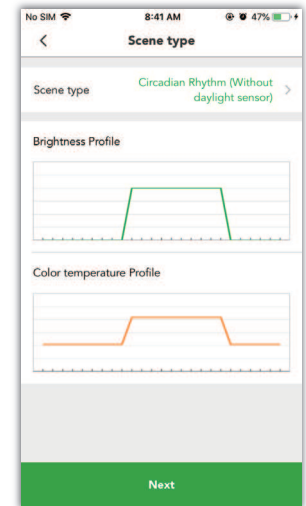 No SIM 8:41 AM 47%
Scene type
Scene type Circadian Rhythm (Without
daylight sensor)
Brightness Profile
Color temperature Profile
Next